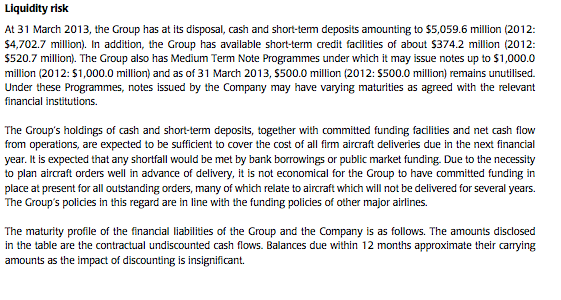 Liquidity risk
At 31 March 2013, the Group has at its disposal, cash and short-term deposits amounting to $5,059.6 million (2012:
$4,702.7 million). In addition, the Group has available short-term credit facilities of about $374.2 million (2012:
$520.7 million). The Group also has Medium Term Note Programmes under which it may issue notes up to $1,000.0
million (2012: $1,000.0 million) and as of 31 March 2013, $500.0 million (2012: $500.0 million) remains unutilised.
Under these Programmes, notes issued by the Company may have varying maturities as agreed with the relevant
financial institutions.
The Group's holdings of cash and short-term deposits, together with committed funding facilities and net cash flow
from operations, are expected to be sufficient to cover the cost of all firm aircraft deliveries due in the next financial
year. It is expected that any shortfall would be met by bank borrowings or public market funding. Due to the necessity
to plan aircraft orders well in advance of delivery, it is not economical for the Group to have committed funding in
place at present for all outstanding orders, many of which relate to aircraft which will not be delivered for several years.
The Group's policies in this regard are in line with the funding policies of other major airlines.
The maturity profile of the financial liabilities of the Group and the Company is as follows. The amounts disclosed
in the table are the contractual undiscounted cash flows. Balances due within 12 months approximate their carrying
amounts as the impact of discounting is insignificant.